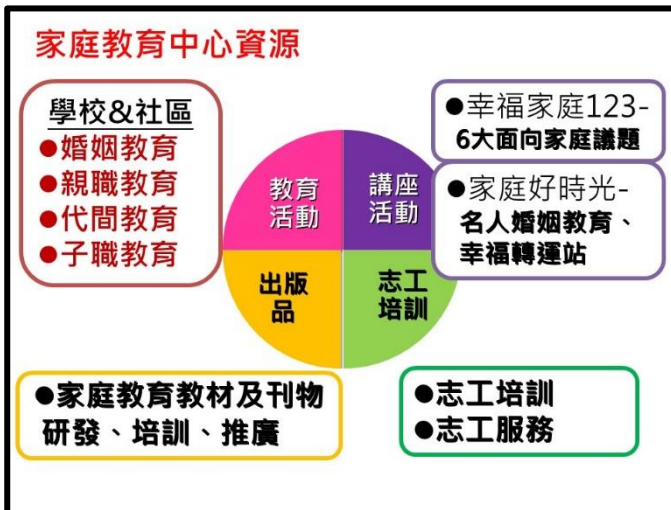 家庭教育中心資源
學校&社區
●婚姻教育
●親職教育
●代間教育
●子職教育
教育
活動
講座
活動
出版
品
志工
培訓
●幸福家庭123-
6大面向家庭議題
●家庭好時光-
名人婚姻教育、
幸福轉運站
●家庭教育教材及刊物
研發、培訓、推廣
●志工培訓
●志工服務